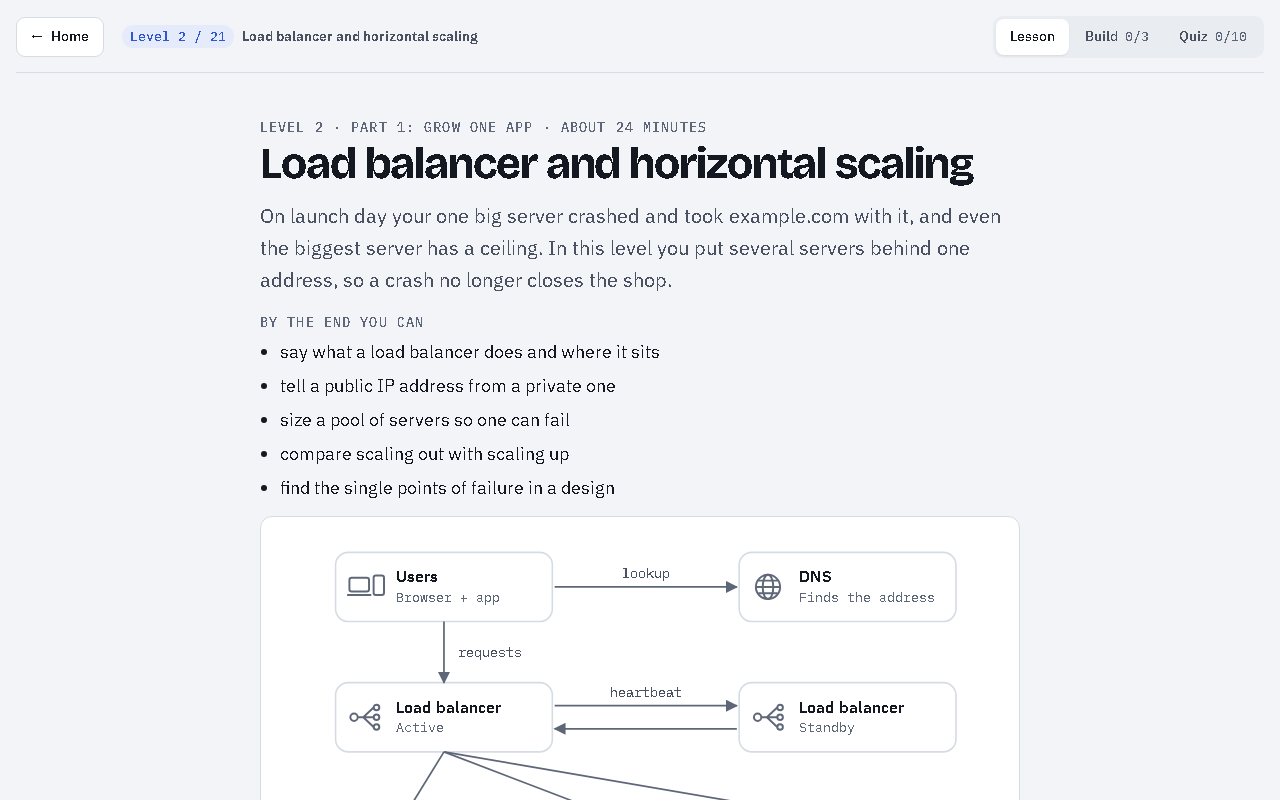 ← Home
Level 2 / 21
Load balancer and horizontal scaling
Lesson
Build 0/3
Quiz 0/10
LEVEL 2 · PART 1: GROW ONE APP · ABOUT 24 MINUTES
Load balancer and horizontal scaling
On launch day your one big server crashed and took example.com with it, and even
the biggest server has a ceiling. In this level you put several servers behind one
address, so a crash no longer closes the shop.
BY THE END YOU CAN
• say what a load balancer does and where it sits
• tell a public IP address from a private one
• size a pool of servers so one can fail
• compare scaling out with scaling up
• find the single points of failure in a design
Users
Browser + app
lookup
DNS
Finds the address
requests
Load balancer
Active
heartbeat
Load balancer
Standby